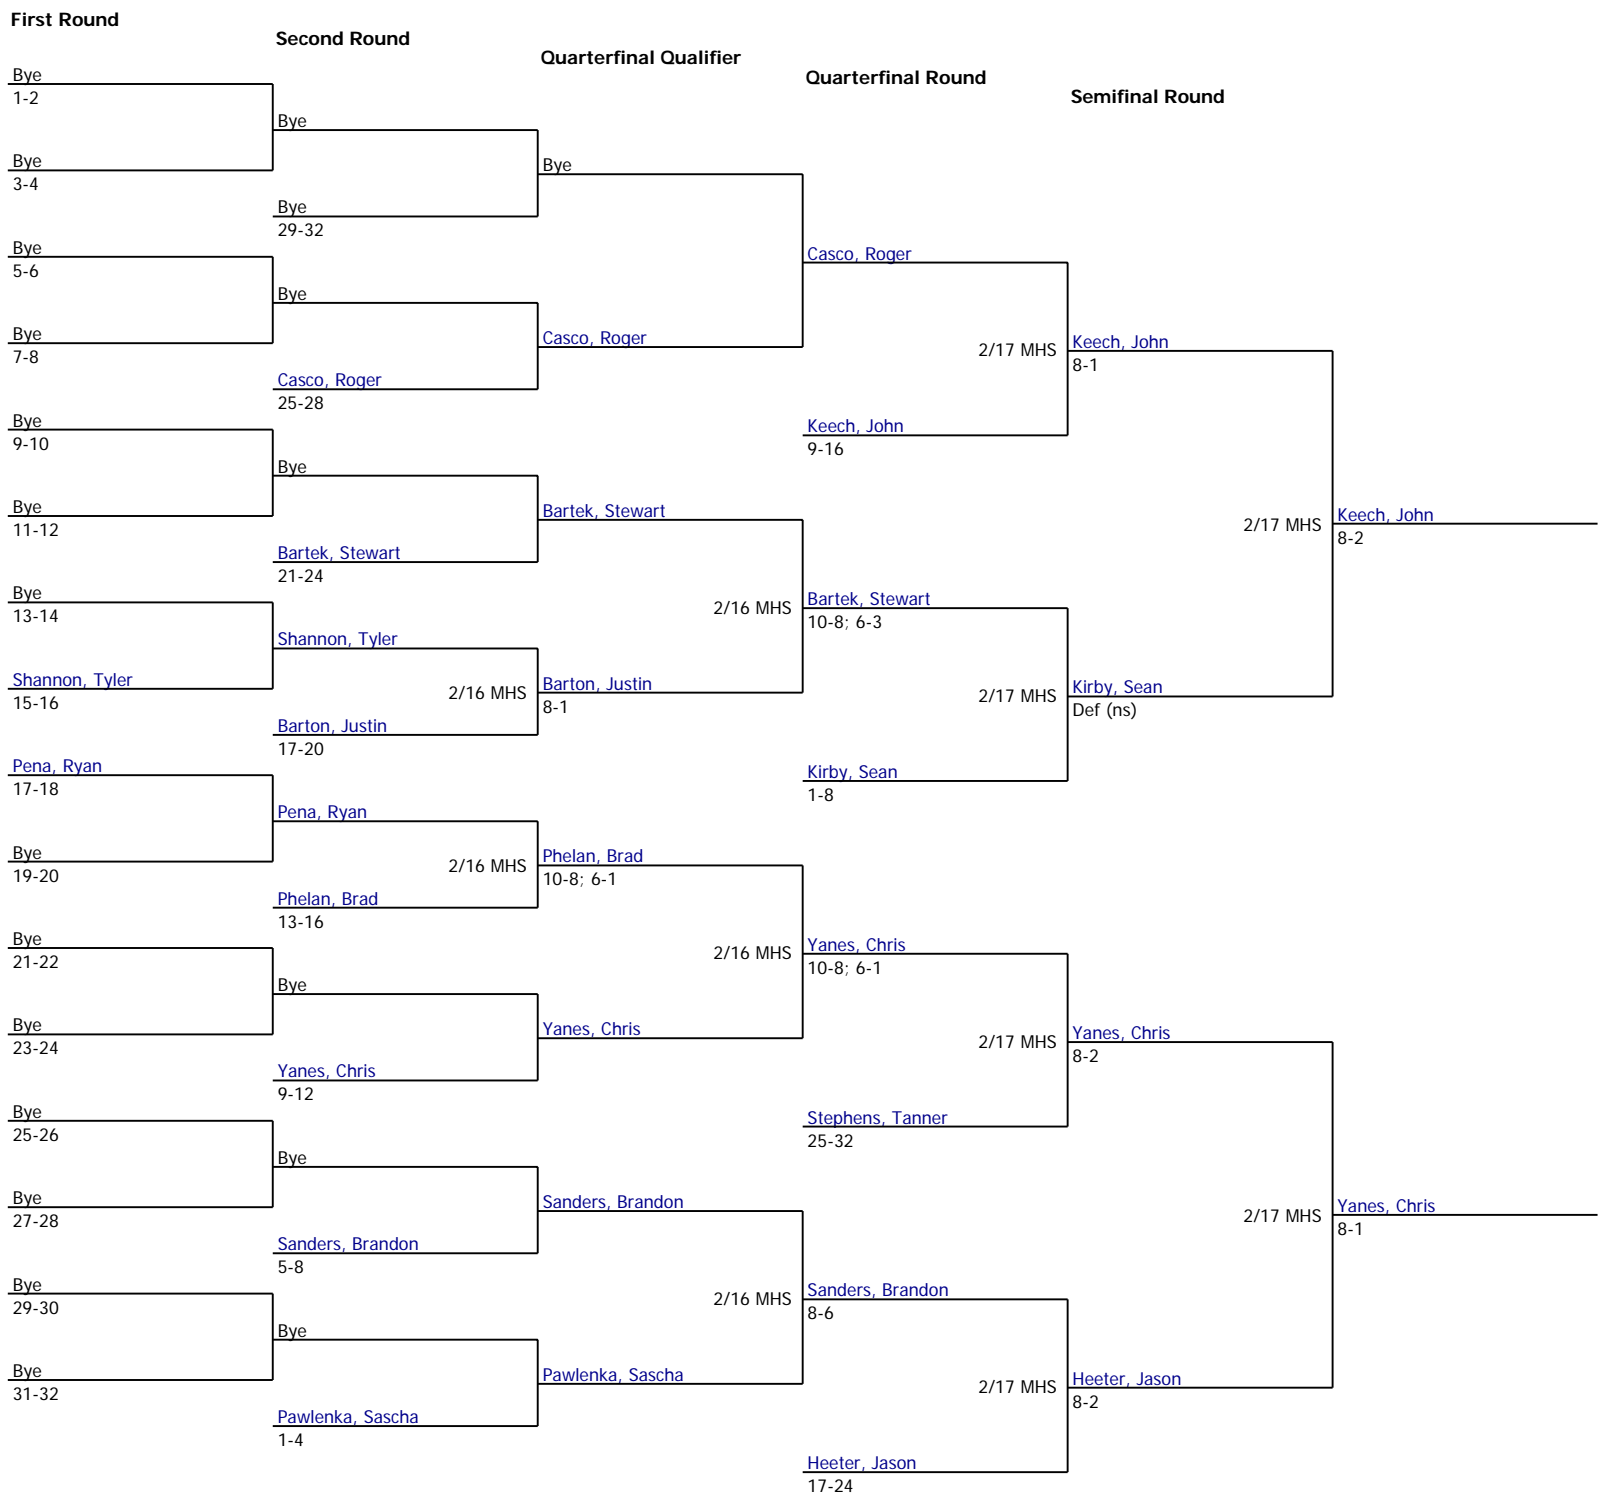 First Round
Second Round
Quarterfinal Qualifier
Quarterfinal Round
Semifinal Round
Bye
1-2
Bye
3-4
Bye
5-6
Bye
7-8
Bye
9-10
Bye
11-12
Bye
13-14
Shannon, Tyler
15-16
Pena, Ryan
17-18
Bye
19-20
Bye
21-22
Bye
23-24
Bye
25-26
Bye
27-28
Bye
29-30
Bye
31-32
Bye
Bye
29-32
Bye
Casco, Roger
25-28
Bye
Bartek, Stewart
21-24
Shannon, Tyler
2/16 MHS
Barton, Justin
17-20
Pena, Ryan
2/16 MHS
Phelan, Brad
13-16
Bye
Yanes, Chris
9-12
Bye
Sanders, Brandon
5-8
Bye
Pawlenka, Sascha
1-4
Bye
Casco, Roger
Bartek, Stewart
2/16 MHS
Barton, Justin
8-1
Phelan, Brad
10-8; 6-1
2/16 MHS
Yanes, Chris
Sanders, Brandon
2/16 MHS
Pawlenka, Sascha
Casco, Roger
2/17 MHS
Keech, John
9-16
Bartek, Stewart
10-8; 6-3
2/17 MHS
Kirby, Sean
1-8
Yanes, Chris
10-8; 6-1
2/17 MHS
Stephens, Tanner
25-32
Sanders, Brandon
8-6
2/17 MHS
Heeter, Jason
17-24
Keech, John
8-1
2/17 MHS
Kirby, Sean
Def (ns)
Yanes, Chris
8-2
2/17 MHS
Heeter, Jason
8-2
Keech, John
8-2
Yanes, Chris
8-1